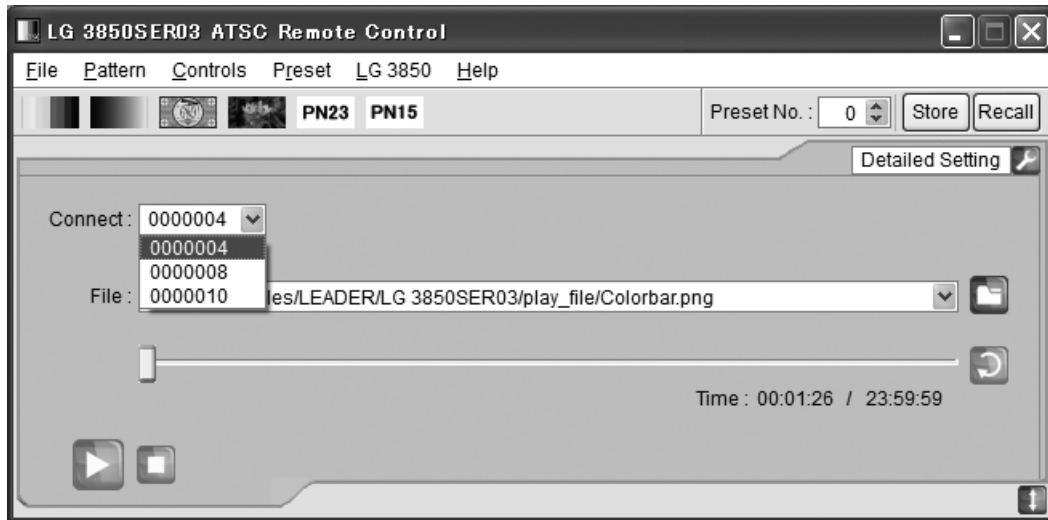 LG 3850SER03 ATSC Remote Control
File Pattern Controls Preset LG 3850 Help
PN23 PN15 Preset No. : 0 Store Recall
Detailed Setting
Connect : 0000004
0000004
0000008
0000010
File : les/LEADER/LG 3850SER03/play_file/Colorbar.png
Time : 00:01:26 / 23:59:59